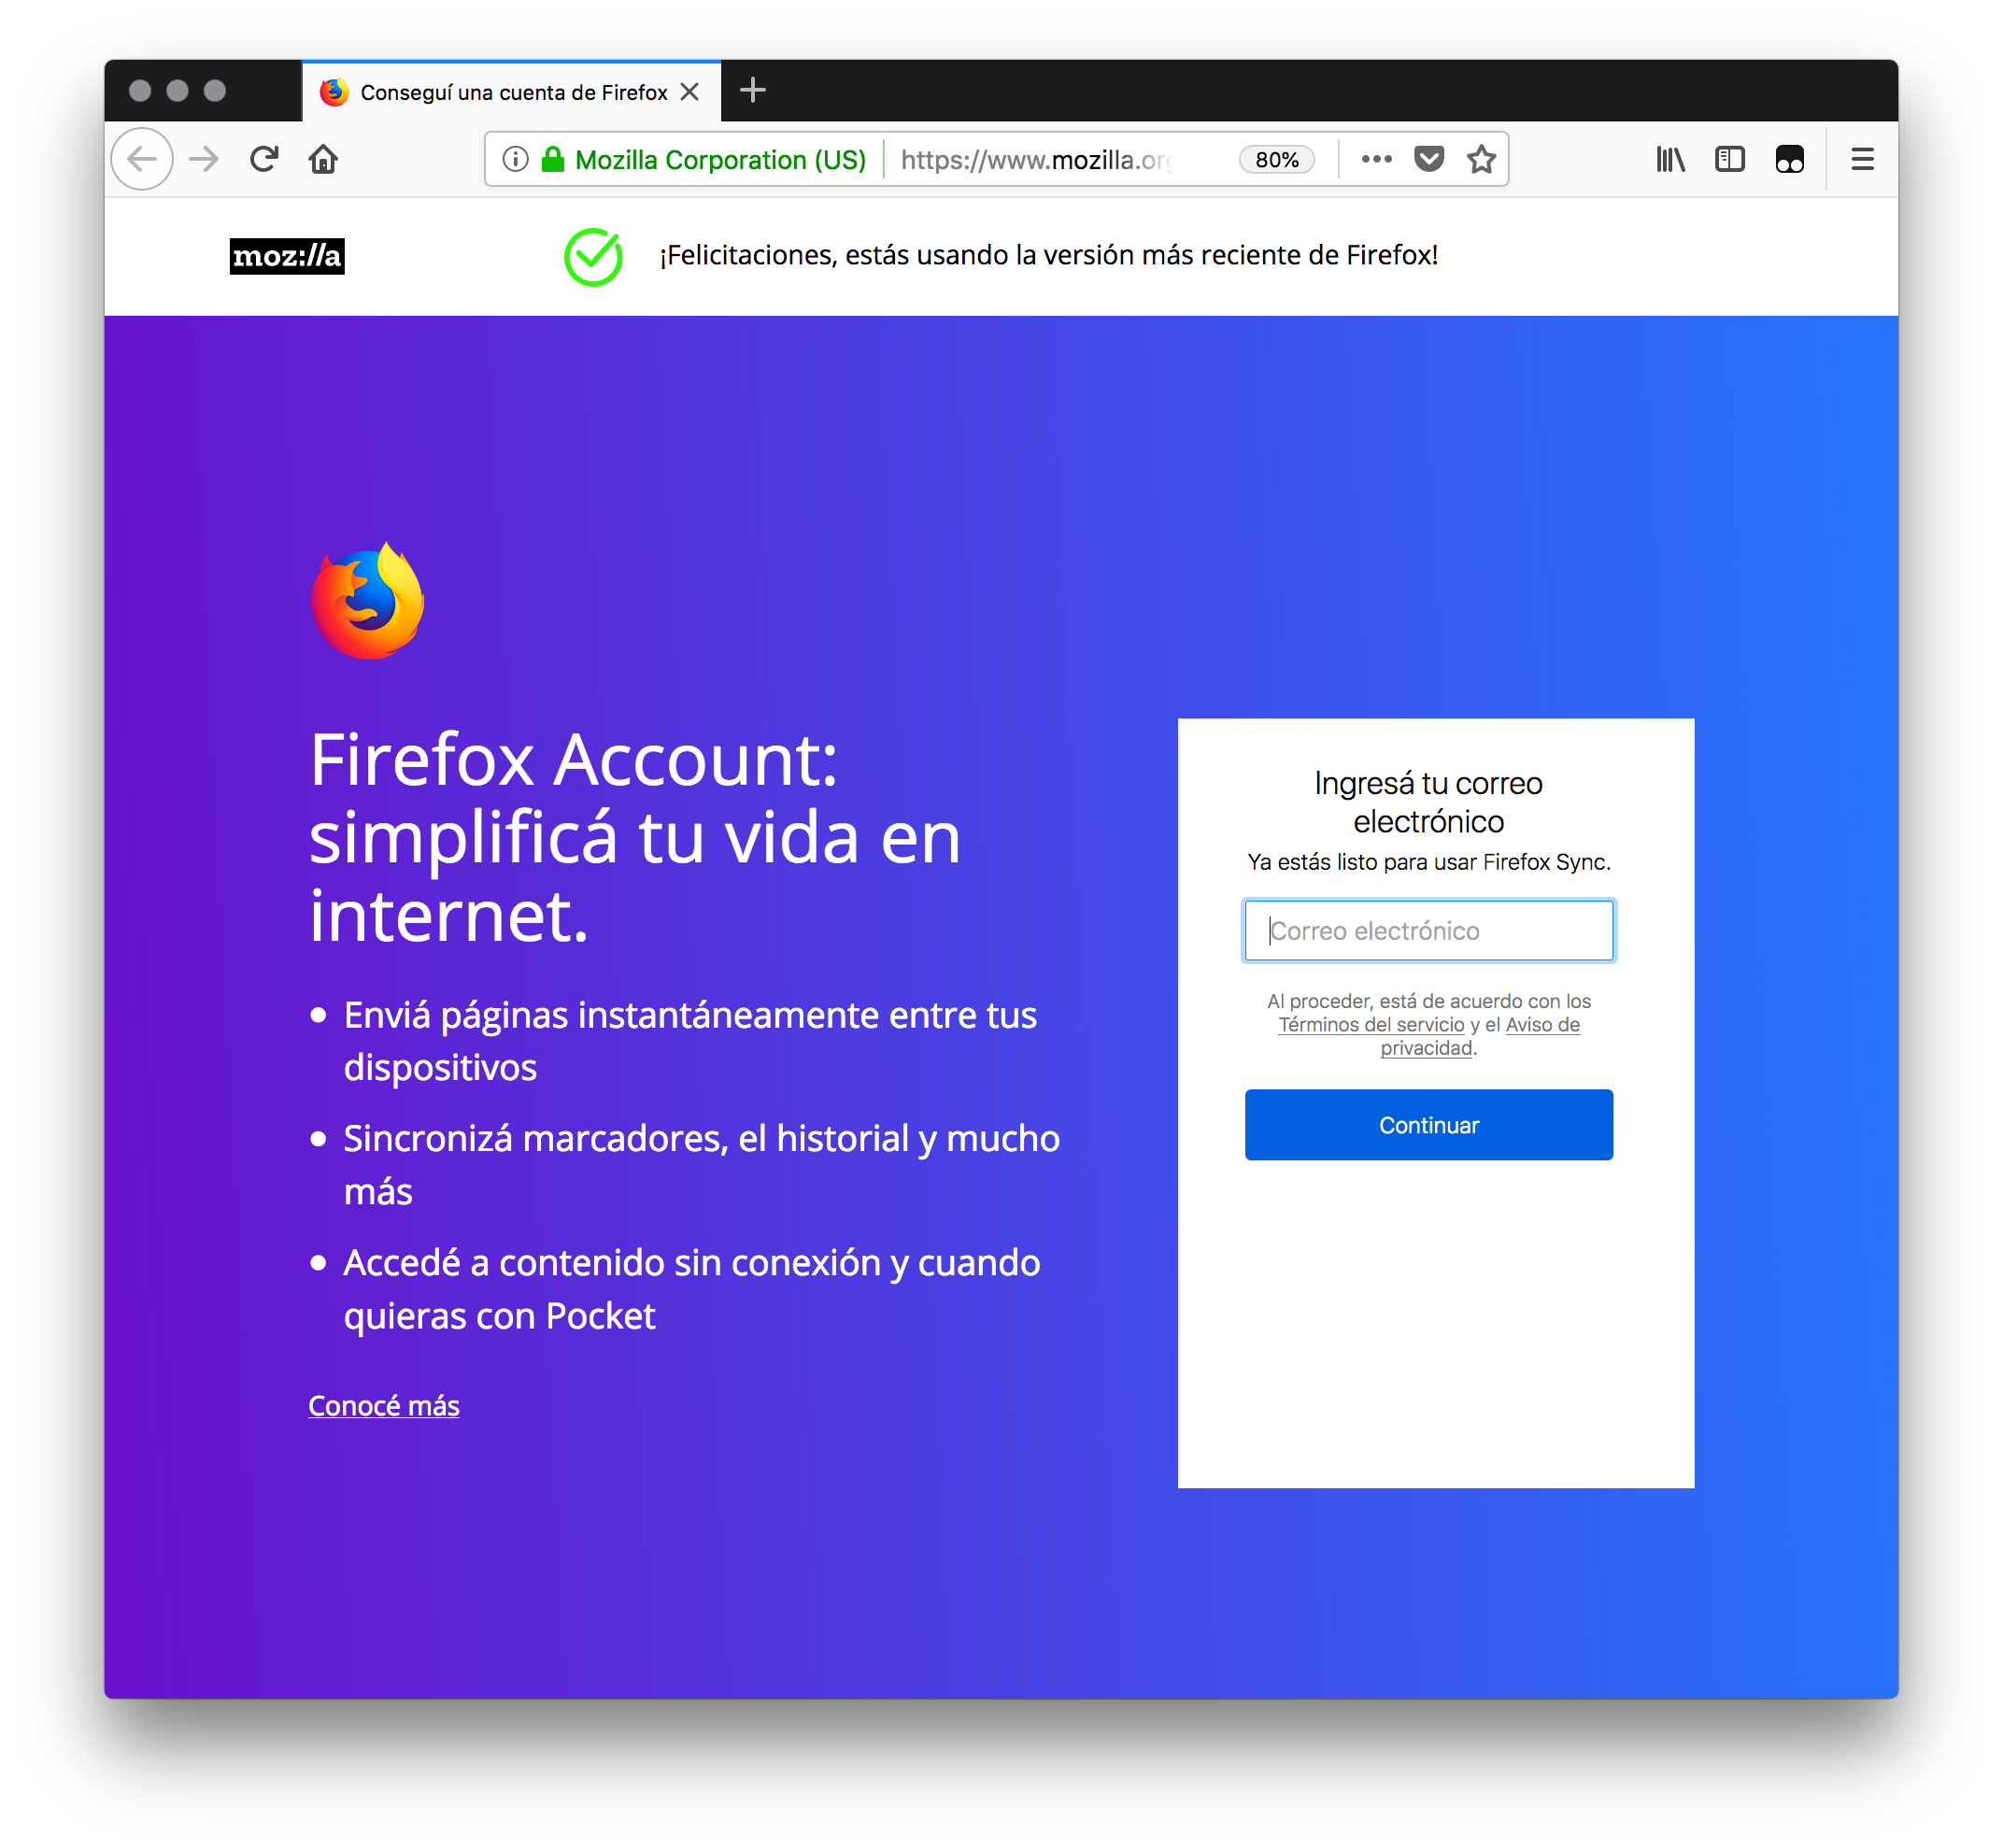 Conseguí una cuenta de Firefox
Mozilla Corporation (US)
https://www.mozilla.org
80%
moz://a
¡Felicitaciones, estás usando la versión más reciente de Firefox!
Firefox Account:
simplificá tu vida en
internet.
Enviá páginas instantáneamente entre tus
dispositivos
Sincronizá marcadores, el historial y mucho
más
Accedé a contenido sin conexión y cuando
quieras con Pocket
Conocé más
Ingresá tu correo
electrónico
Ya estás listo para usar Firefox Sync.
Correo electrónico
Al proceder, está de acuerdo con los
Términos del servicio y el Aviso de
privacidad.
Continuar